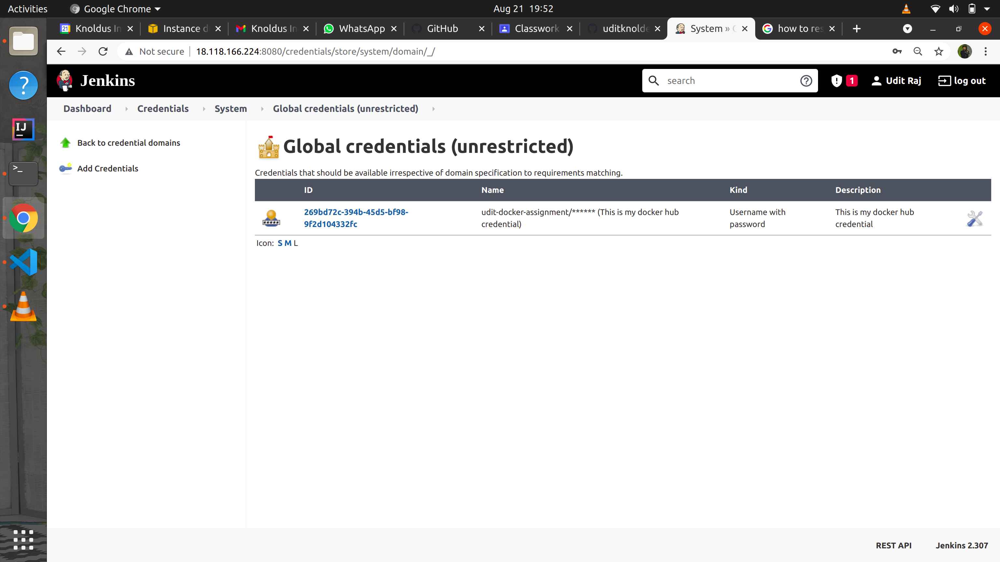 Activities Google Chrome Aug 21 19:52
Knoldus In Instance d Knoldus In WhatsApp GitHub Classwork uditknolde System » how to res
Not secure 18.118.166.224:8080/credentials/store/system/domain/_/
Jenkins search 1 Udit Raj log out
Dashboard Credentials System Global credentials (unrestricted)
Back to credential domains
Add Credentials
Global credentials (unrestricted)
Credentials that should be available irrespective of domain specification to requirements matching.
ID Name Kind Description
269bd72c-394b-45d5-bf98- udit-docker-assignment/****** (This is my docker hub Username with This is my docker hub
9f2d104332fc credential) password credential
Icon: S M L
REST API Jenkins 2.307